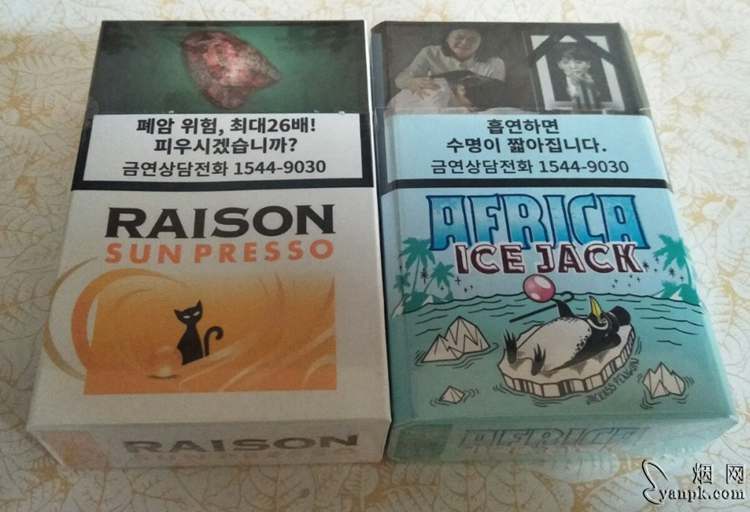 폐암 위험, 최대26배!
피우시겠습니까?
금연상담전화 1544-9030
RAISON
SUN PRESSO
RAISON
흡연하면
수명이 짧아집니다.
금연상담전화 1544-9030
AFRICA
ICE JACK
JACKASS PENGUIN
AFRICA
烟网
yanpk.com